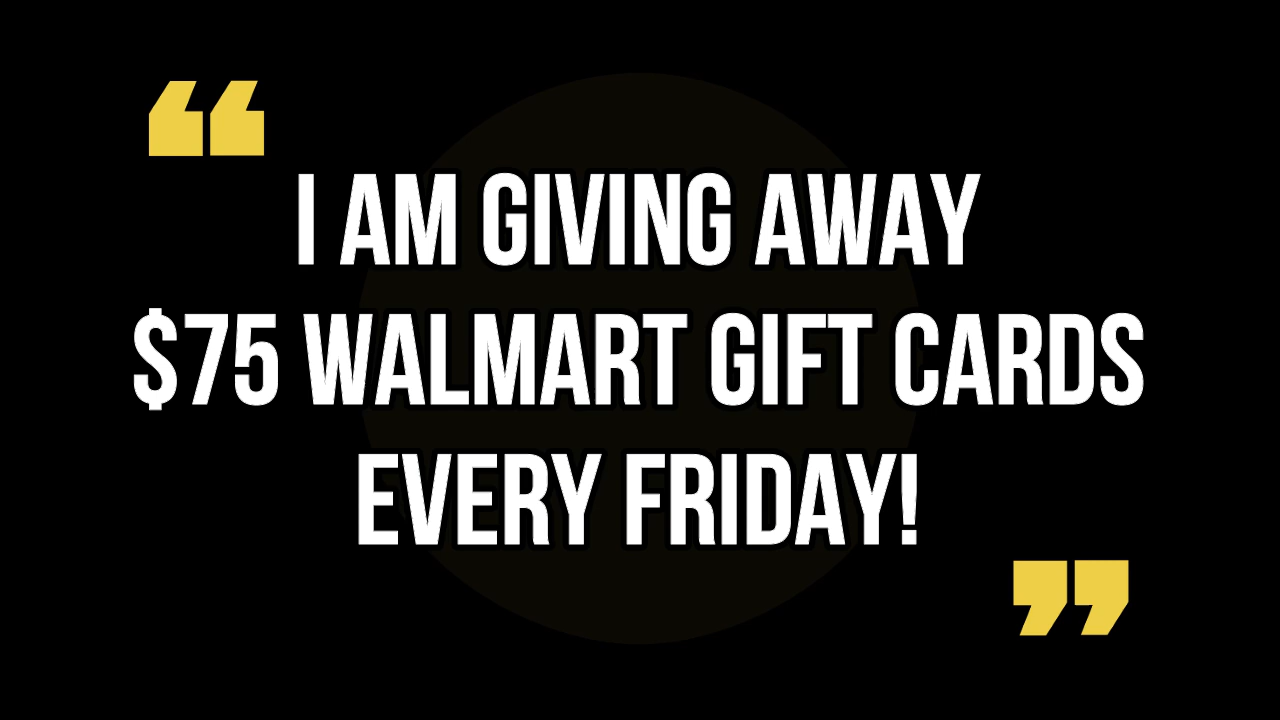 “
I AM GIVING AWAY
$75 WALMART GIFT CARDS
EVERY FRIDAY!
”